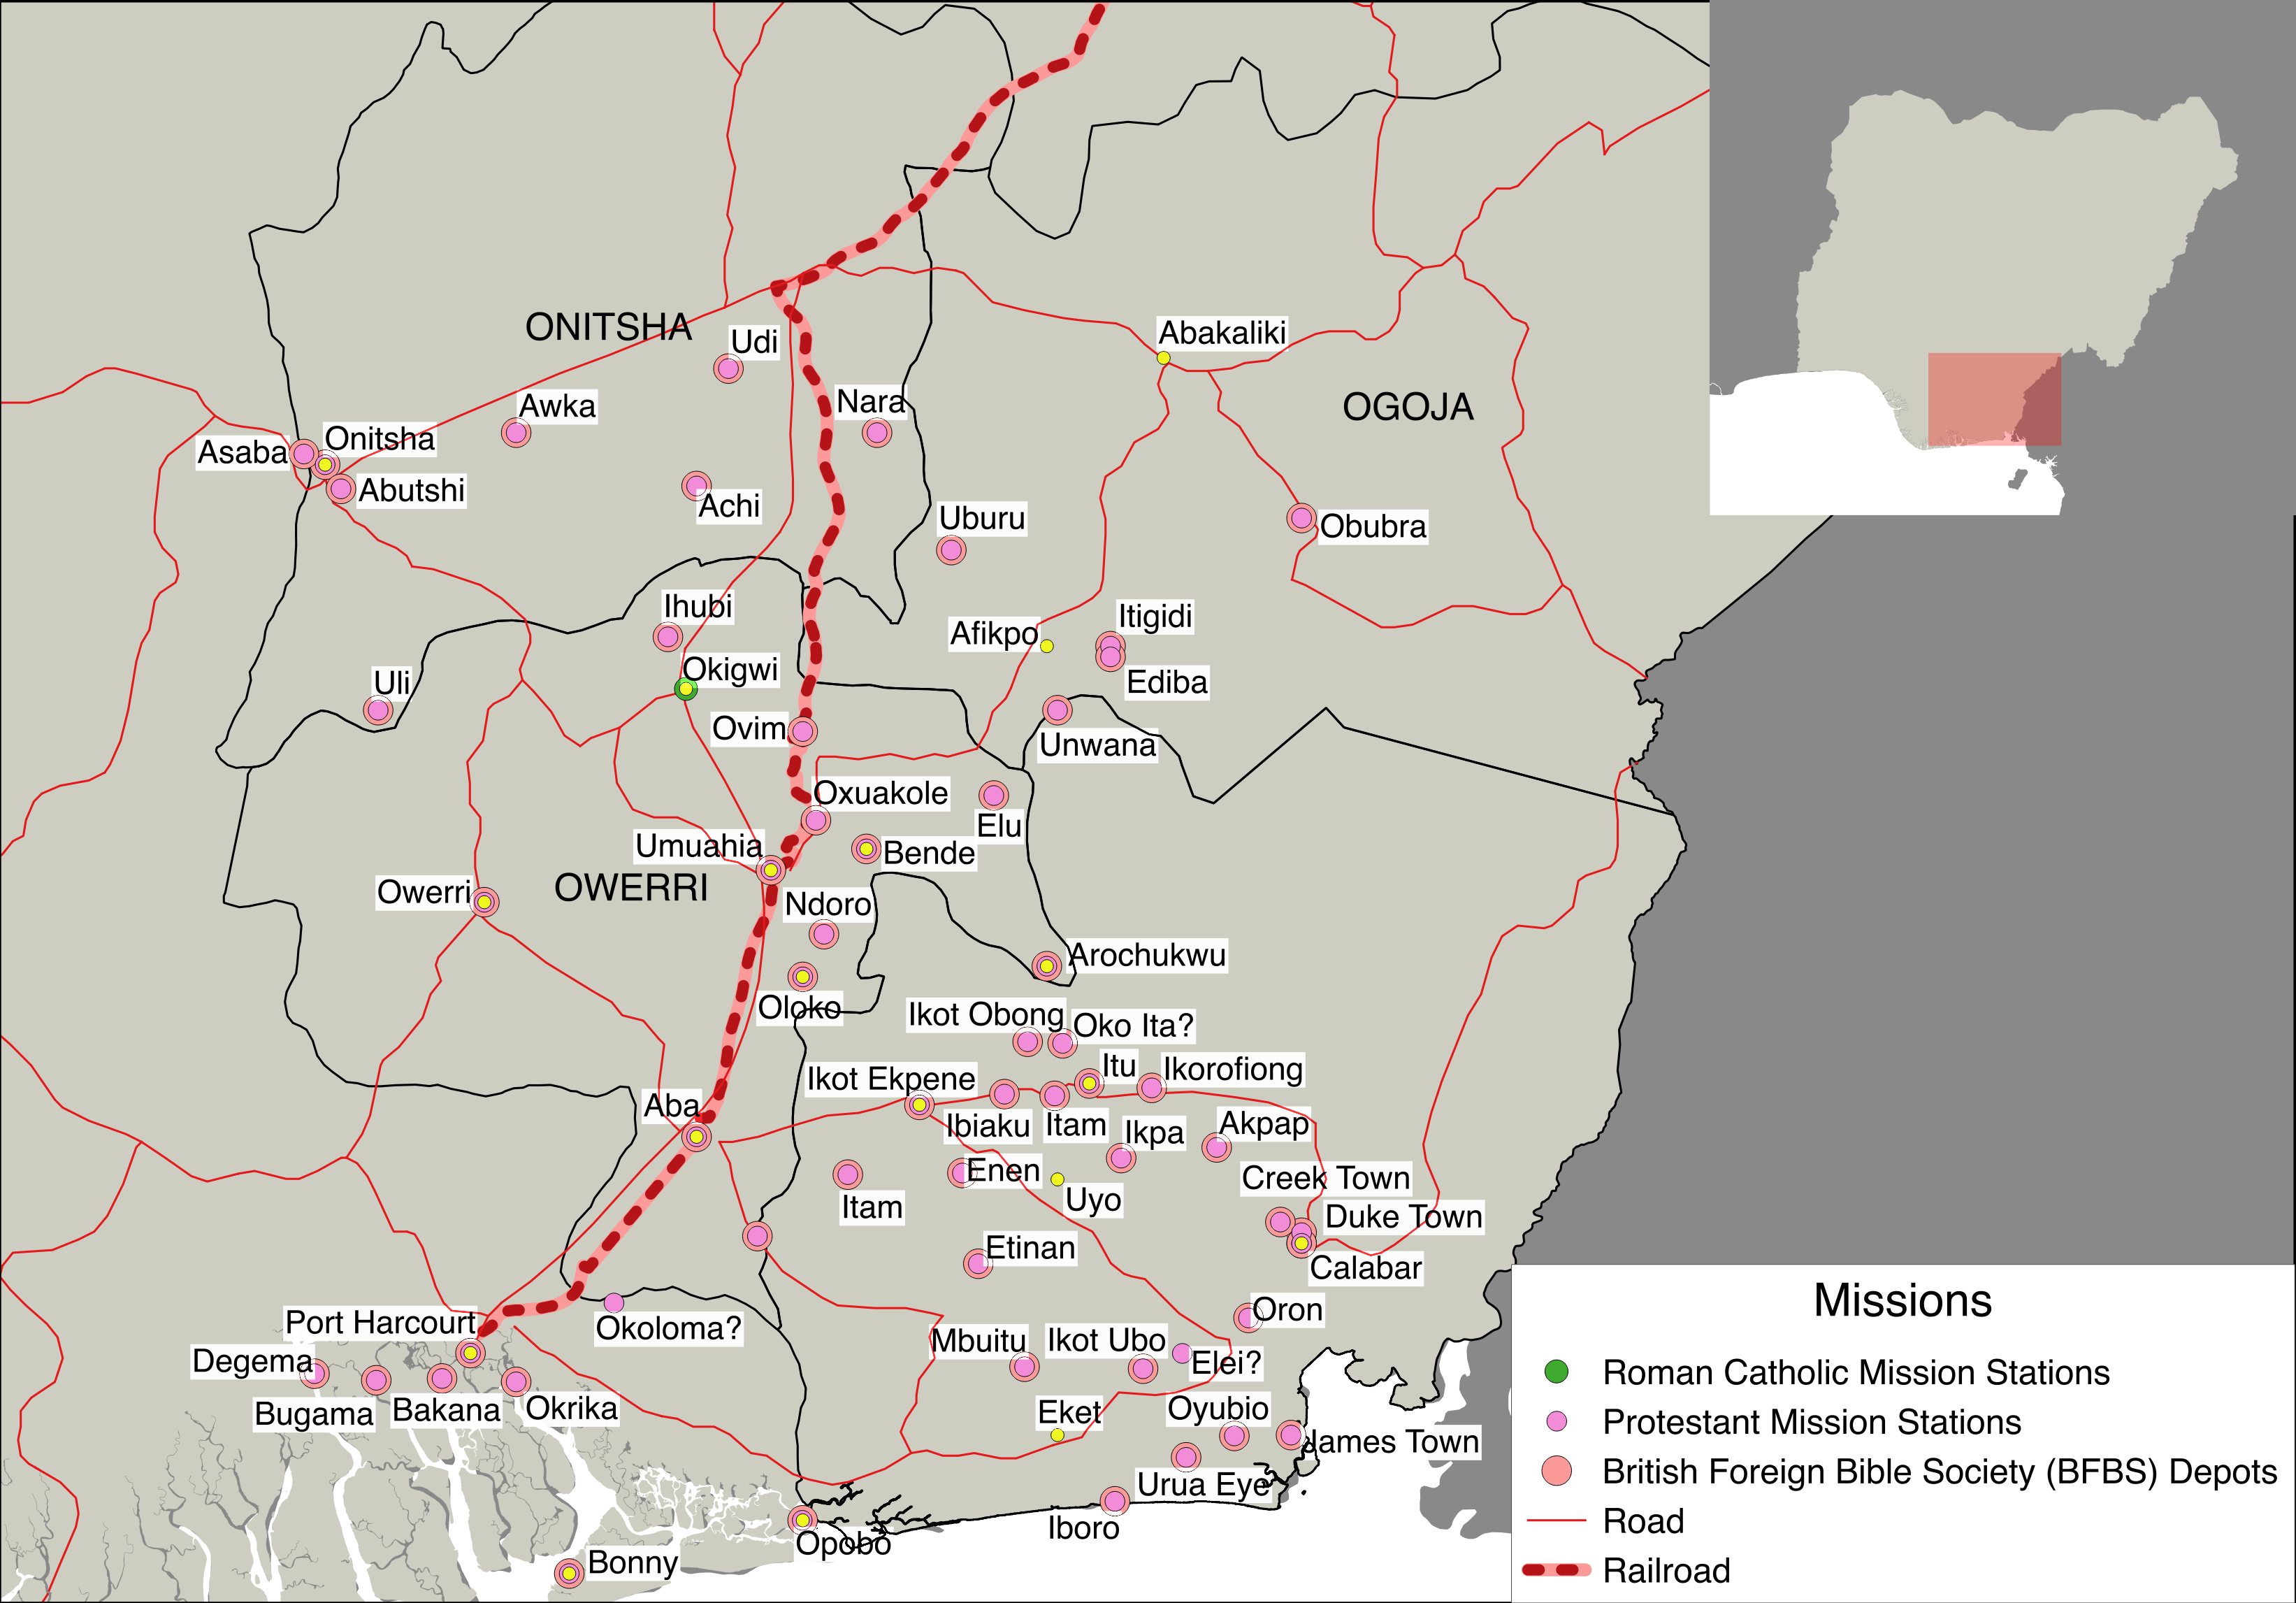 ONITSHA
Udi
Abakaliki
Awka
Nara
OGOJA
Onitsha
Asaba
Abutshi
Achi
Uburu
Obubra
Ihubi
Afikpo
Itigidi
Okigwi
Ediba
Uli
Ovim
Unwana
Oxuakole
Elu
Umuahia
Bende
Owerri
OWERRI
Ndoro
Arochukwu
Oloko
Ikot Obong
Oko Ita?
Itu
Ikorofiong
Ikot Ekpene
Aba
Ibiaku
Itam
Ikpa
Akpap
Enen
Creek Town
Itam
Uyo
Duke Town
Etinan
Calabar
Oron
Port Harcourt
Okoloma?
Mbuitu
Ikot Ubo
Degema
Elei?
Bugama
Bakana
Okrika
Eket
Oyubio
James Town
Urua Eye
Iboro
Opobo
Bonny
Missions
Roman Catholic Mission Stations
Protestant Mission Stations
British Foreign Bible Society (BFBS) Depots
Road
Railroad